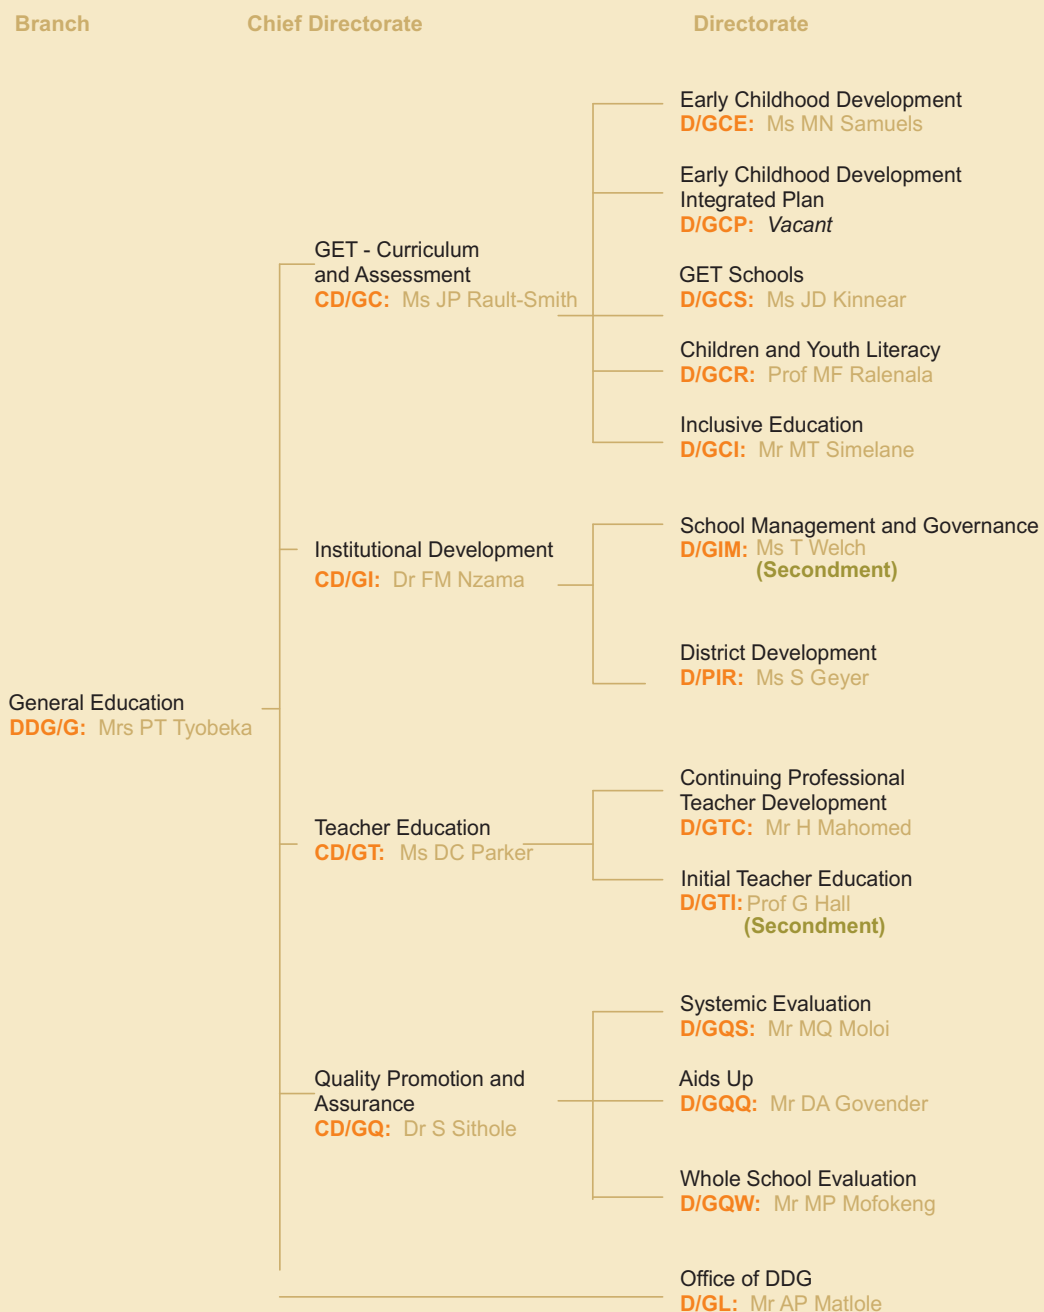 Branch Chief Directorate Directorate
Early Childhood Development
D/GCE: Ms MN Samuels
Early Childhood Development
Integrated Plan
D/GCP: Vacant
GET - Curriculum
and Assessment
CD/GC: Ms JP Rault-Smith
GET Schools
D/GCS: Ms JD Kinnear
Children and Youth Literacy
D/GCR: Prof MF Ralenala
Inclusive Education
D/GCI: Mr MT Simelane
Institutional Development
CD/GI: Dr FM Nzama
School Management and Governance
D/GIM: Ms T Welch
(Secondment)
District Development
D/PIR: Ms S Geyer
General Education
DDG/G: Mrs PT Tyobeka
Teacher Education
CD/GT: Ms DC Parker
Continuing Professional
Teacher Development
D/GTC: Mr H Mahomed
Initial Teacher Education
D/GTI: Prof G Hall
(Secondment)
Quality Promotion and
Assurance
CD/GQ: Dr S Sithole
Systemic Evaluation
D/GQS: Mr MQ Moloi
Aids Up
D/GQQ: Mr DA Govender
Whole School Evaluation
D/GQW: Mr MP Mofokeng
Office of DDG
D/GL: Mr AP Matlole